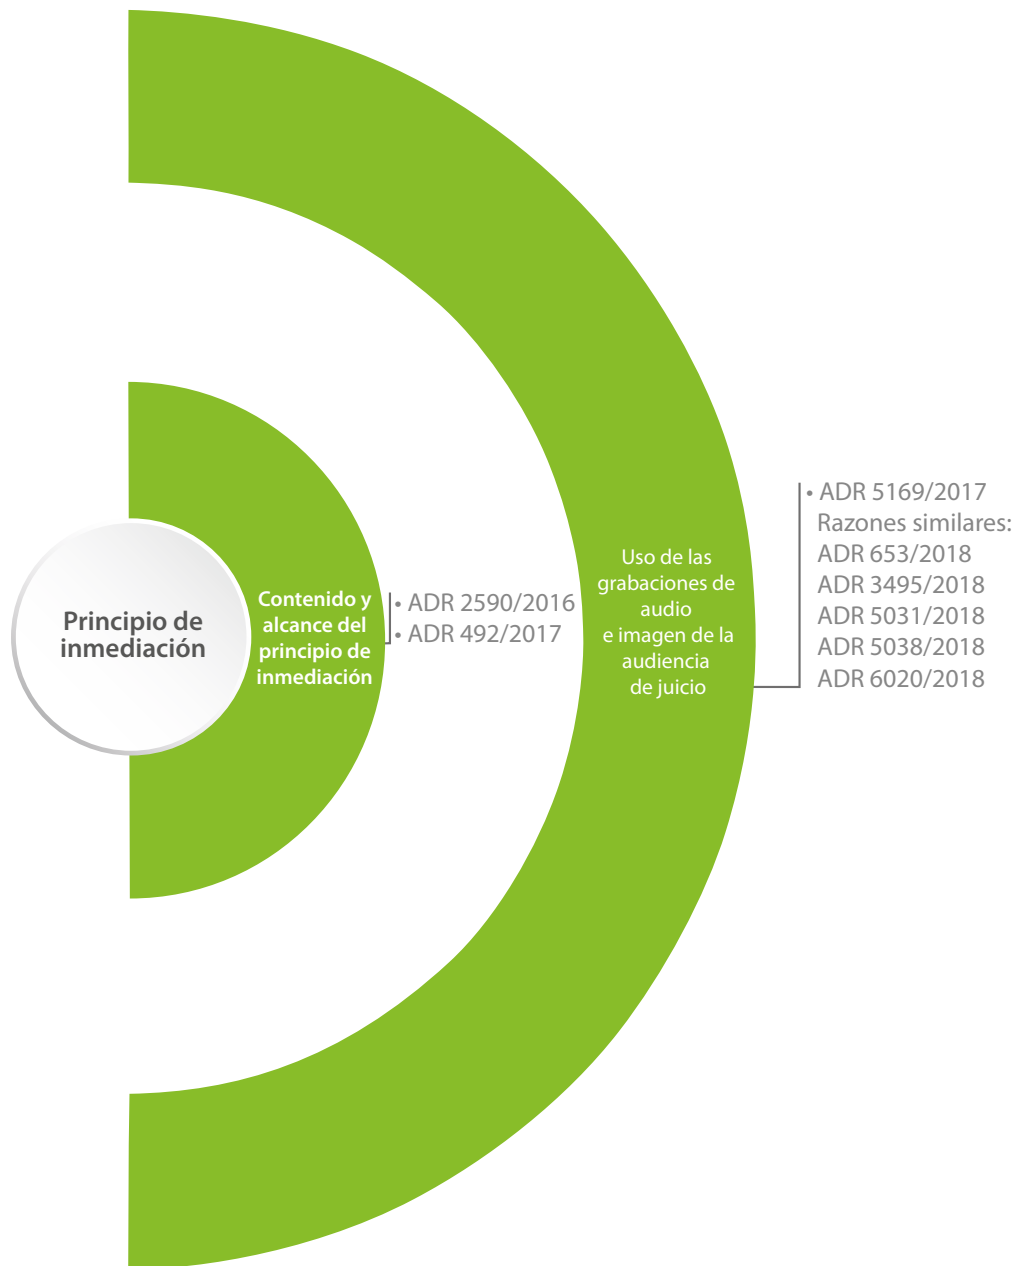 Principio de
inmediación
Contenido y
alcance del
principio de
inmediación
• ADR 2590/2016
• ADR 492/2017
Uso de las
grabaciones de
audio
e imagen de la
audiencia
de juicio
• ADR 5169/2017
Razones similares:
ADR 653/2018
ADR 3495/2018
ADR 5031/2018
ADR 5038/2018
ADR 6020/2018